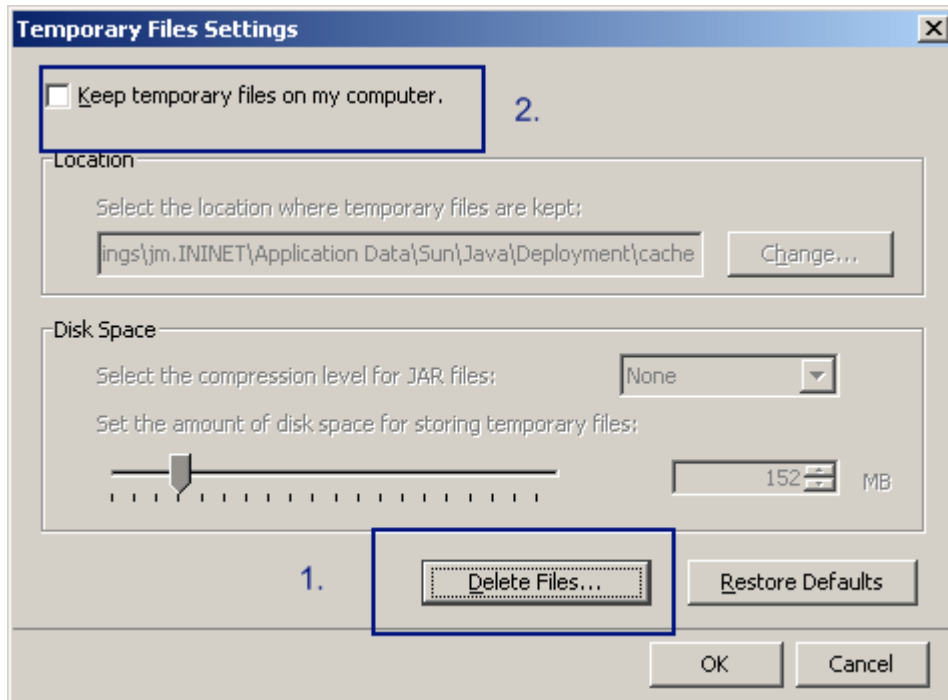 Temporary Files Settings
Keep temporary files on my computer.
2.
Location
Select the location where temporary files are kept:
ings\jm.ININET\Application Data\Sun\Java\Deployment\cache
Change...
Disk Space
Select the compression level for JAR files:
None
Set the amount of disk space for storing temporary files:
152
MB
1.
Delete Files...
Restore Defaults
OK
Cancel